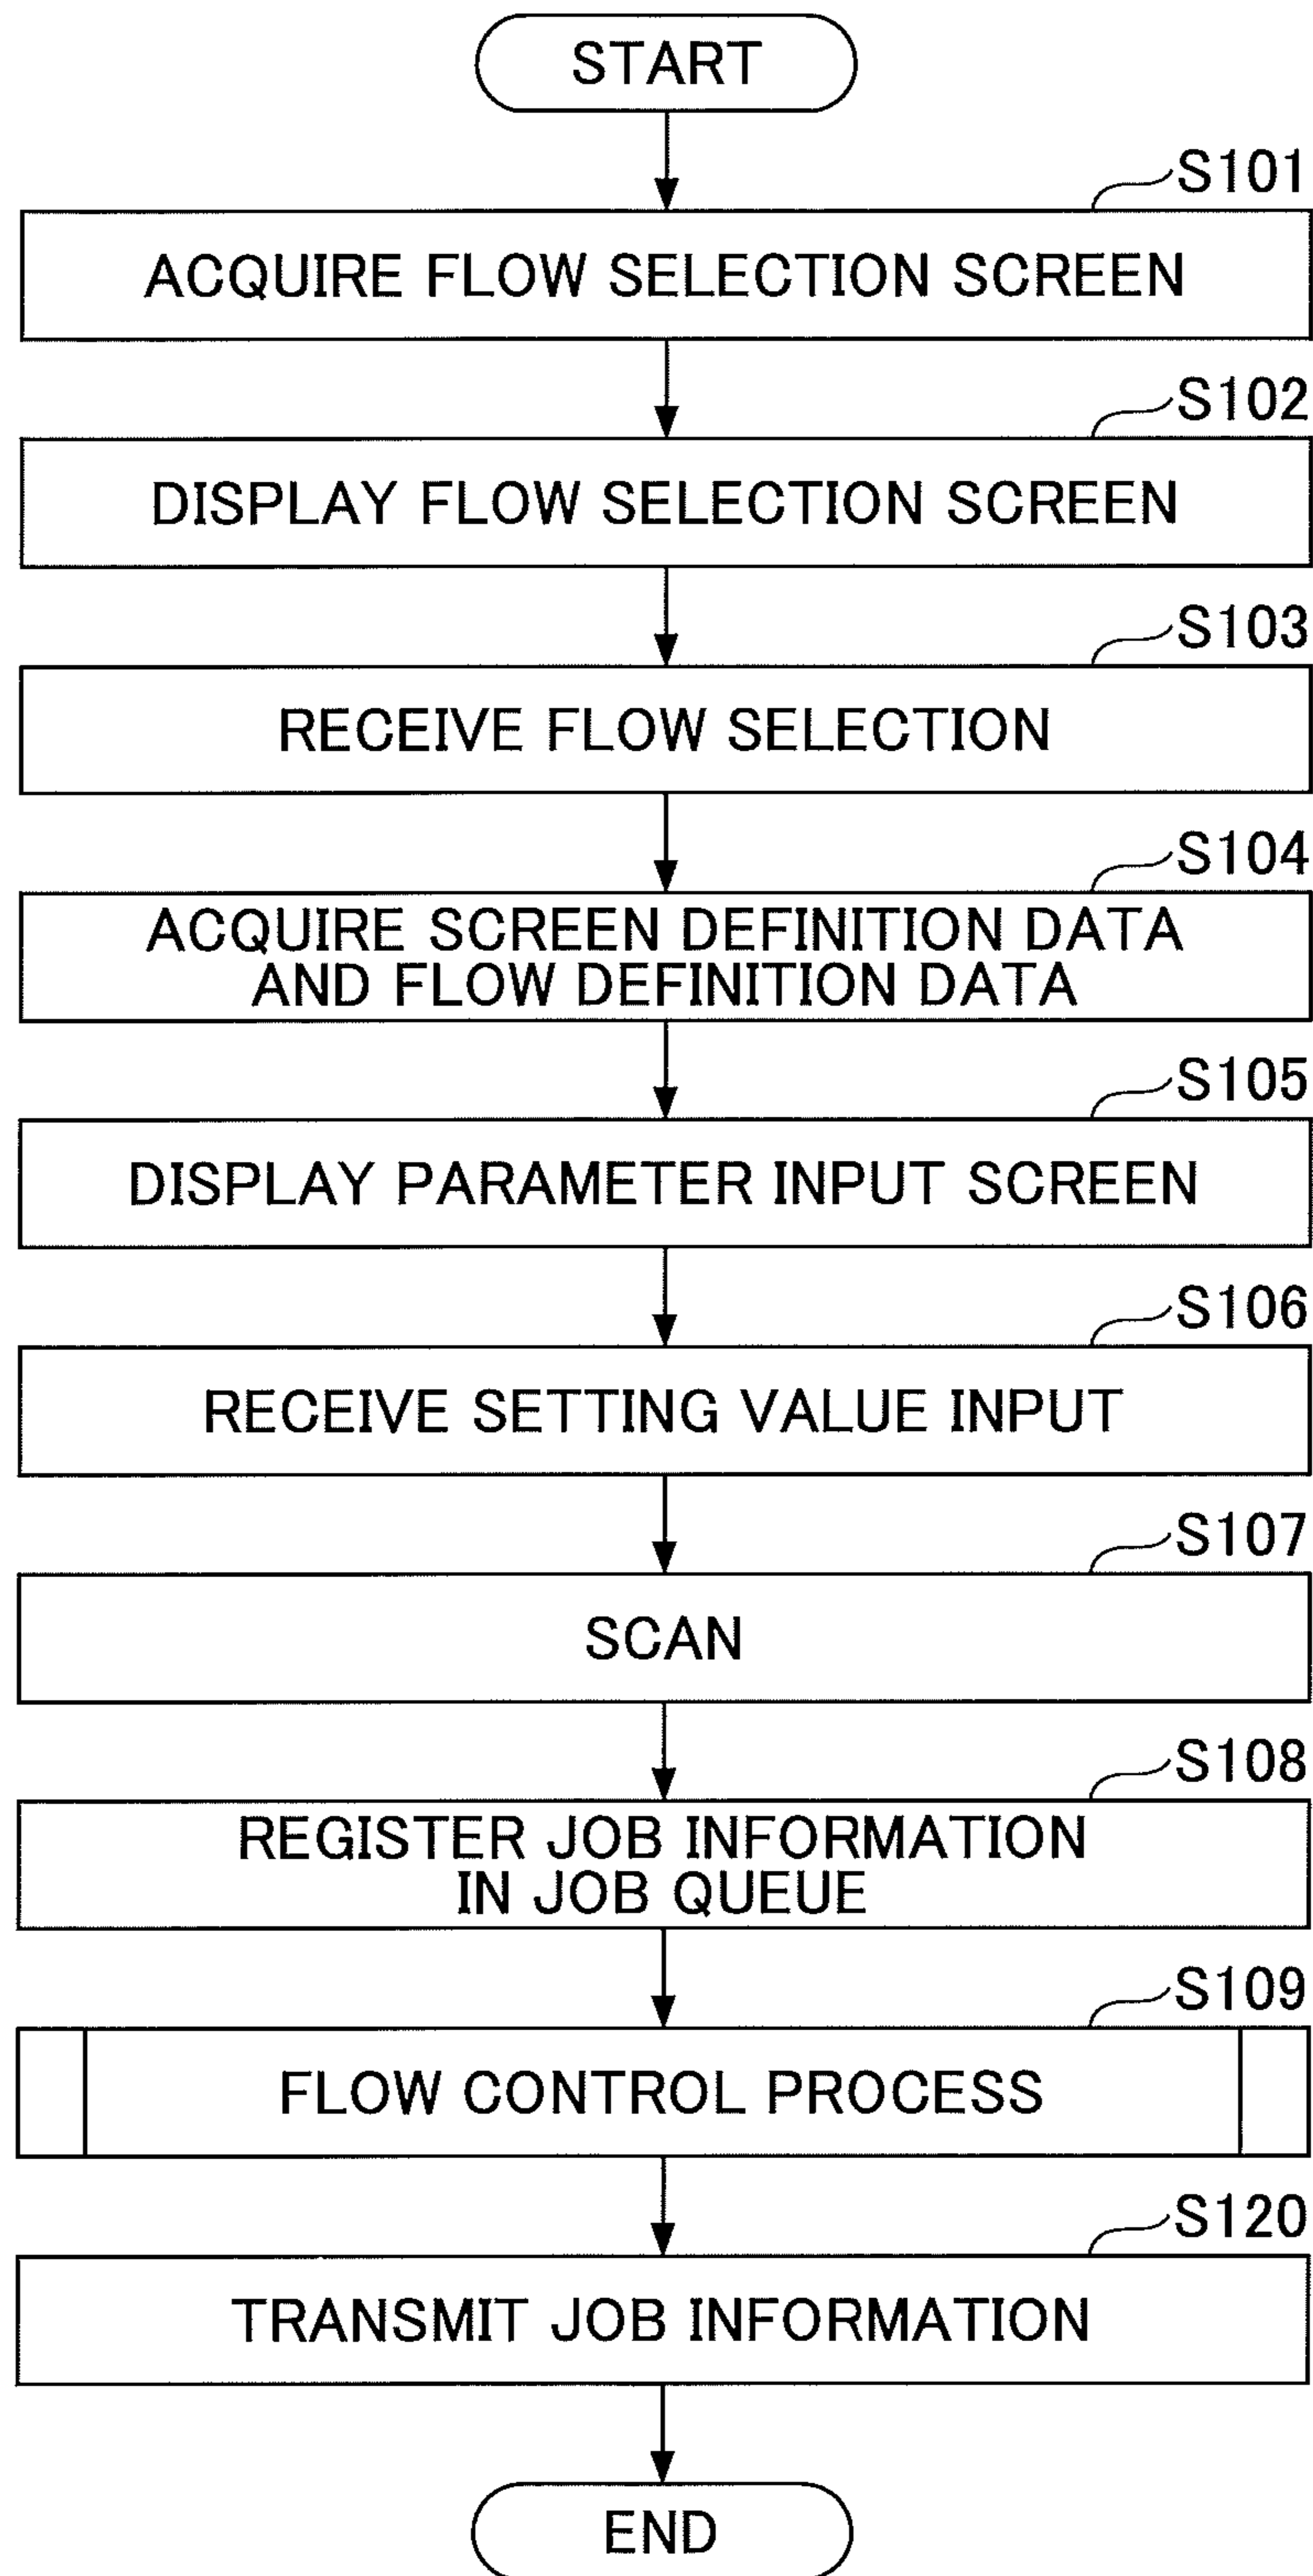 START
S101
ACQUIRE FLOW SELECTION SCREEN
S102
DISPLAY FLOW SELECTION SCREEN
S103
RECEIVE FLOW SELECTION
S104
ACQUIRE SCREEN DEFINITION DATA
AND FLOW DEFINITION DATA
S105
DISPLAY PARAMETER INPUT SCREEN
S106
RECEIVE SETTING VALUE INPUT
S107
SCAN
S108
REGISTER JOB INFORMATION
IN JOB QUEUE
S109
FLOW CONTROL PROCESS
S120
TRANSMIT JOB INFORMATION
END